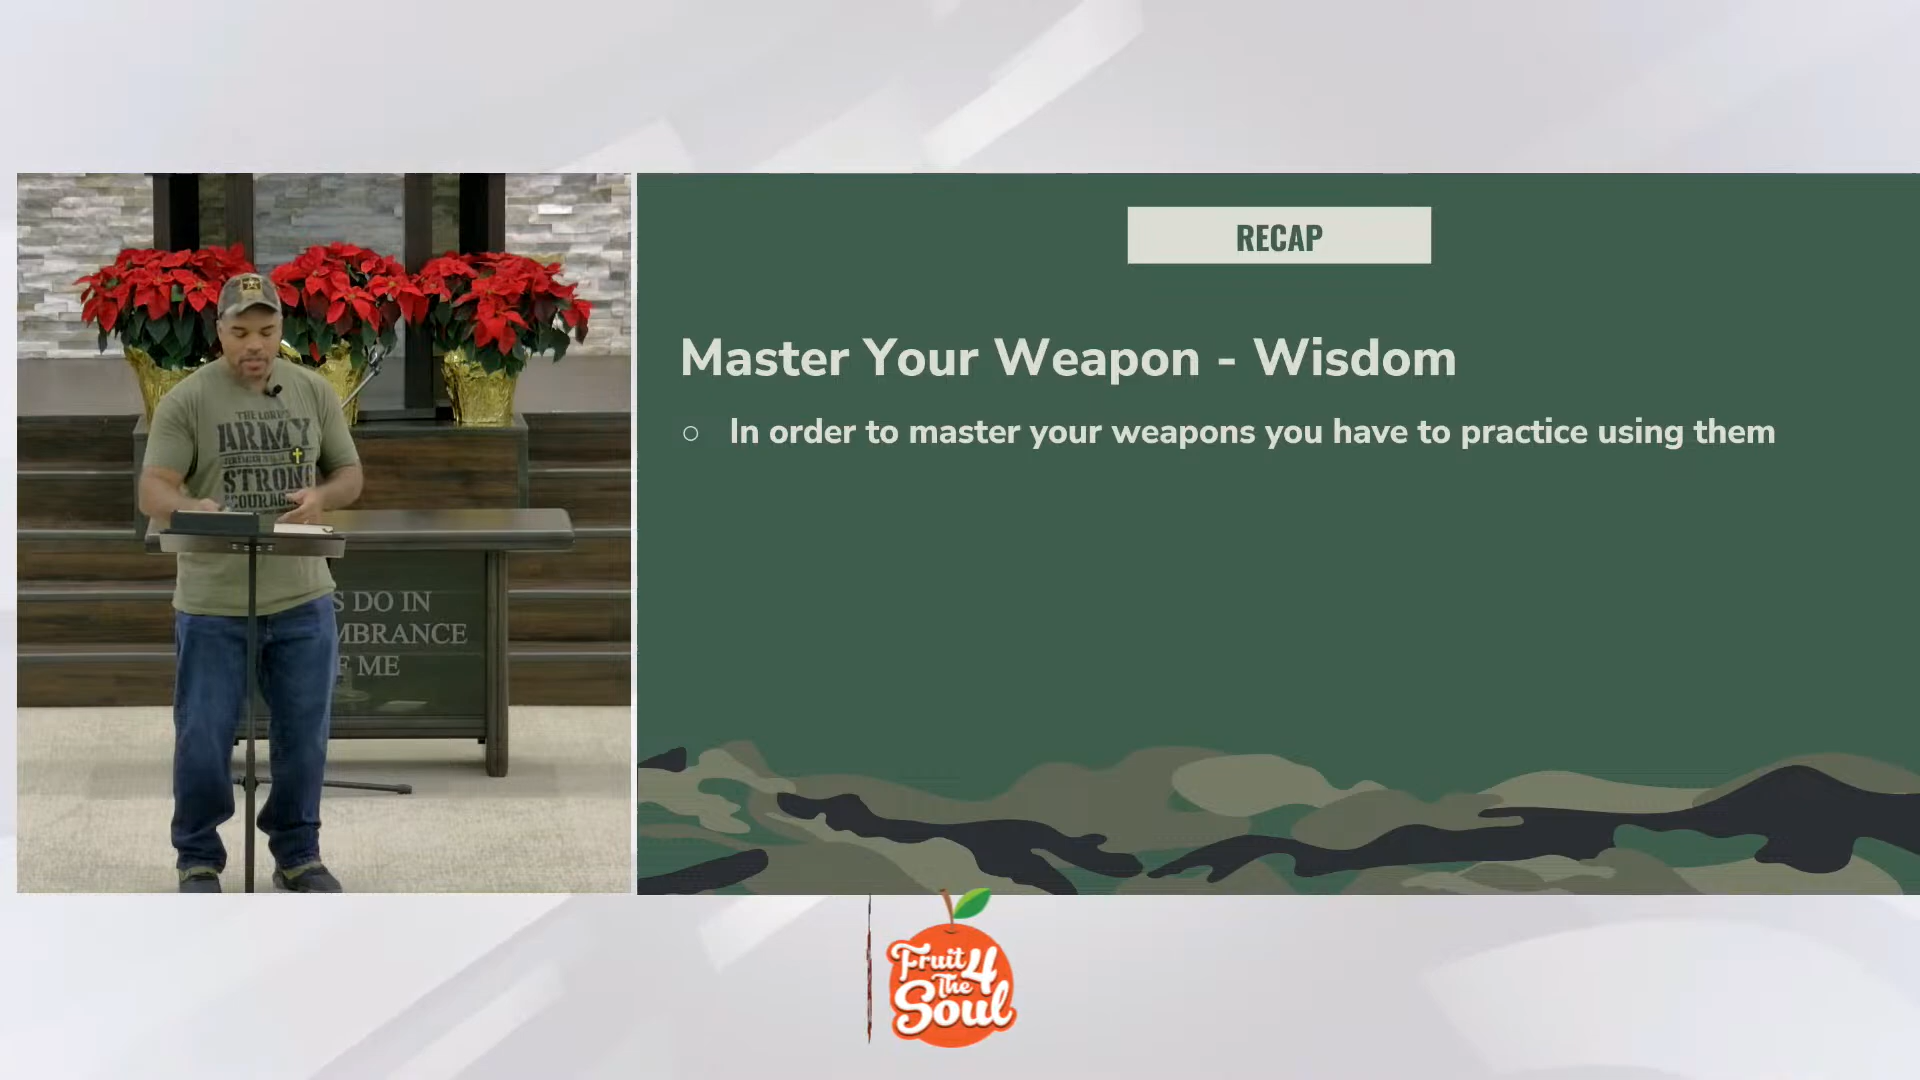 RECAP
Master Your Weapon - Wisdom
○ In order to master your weapons you have to practice using them
THE LORD'S
ARMY
STRONG
COURAGE
S DO IN
MBRANCE
F ME
Fruit 4
The
Soul